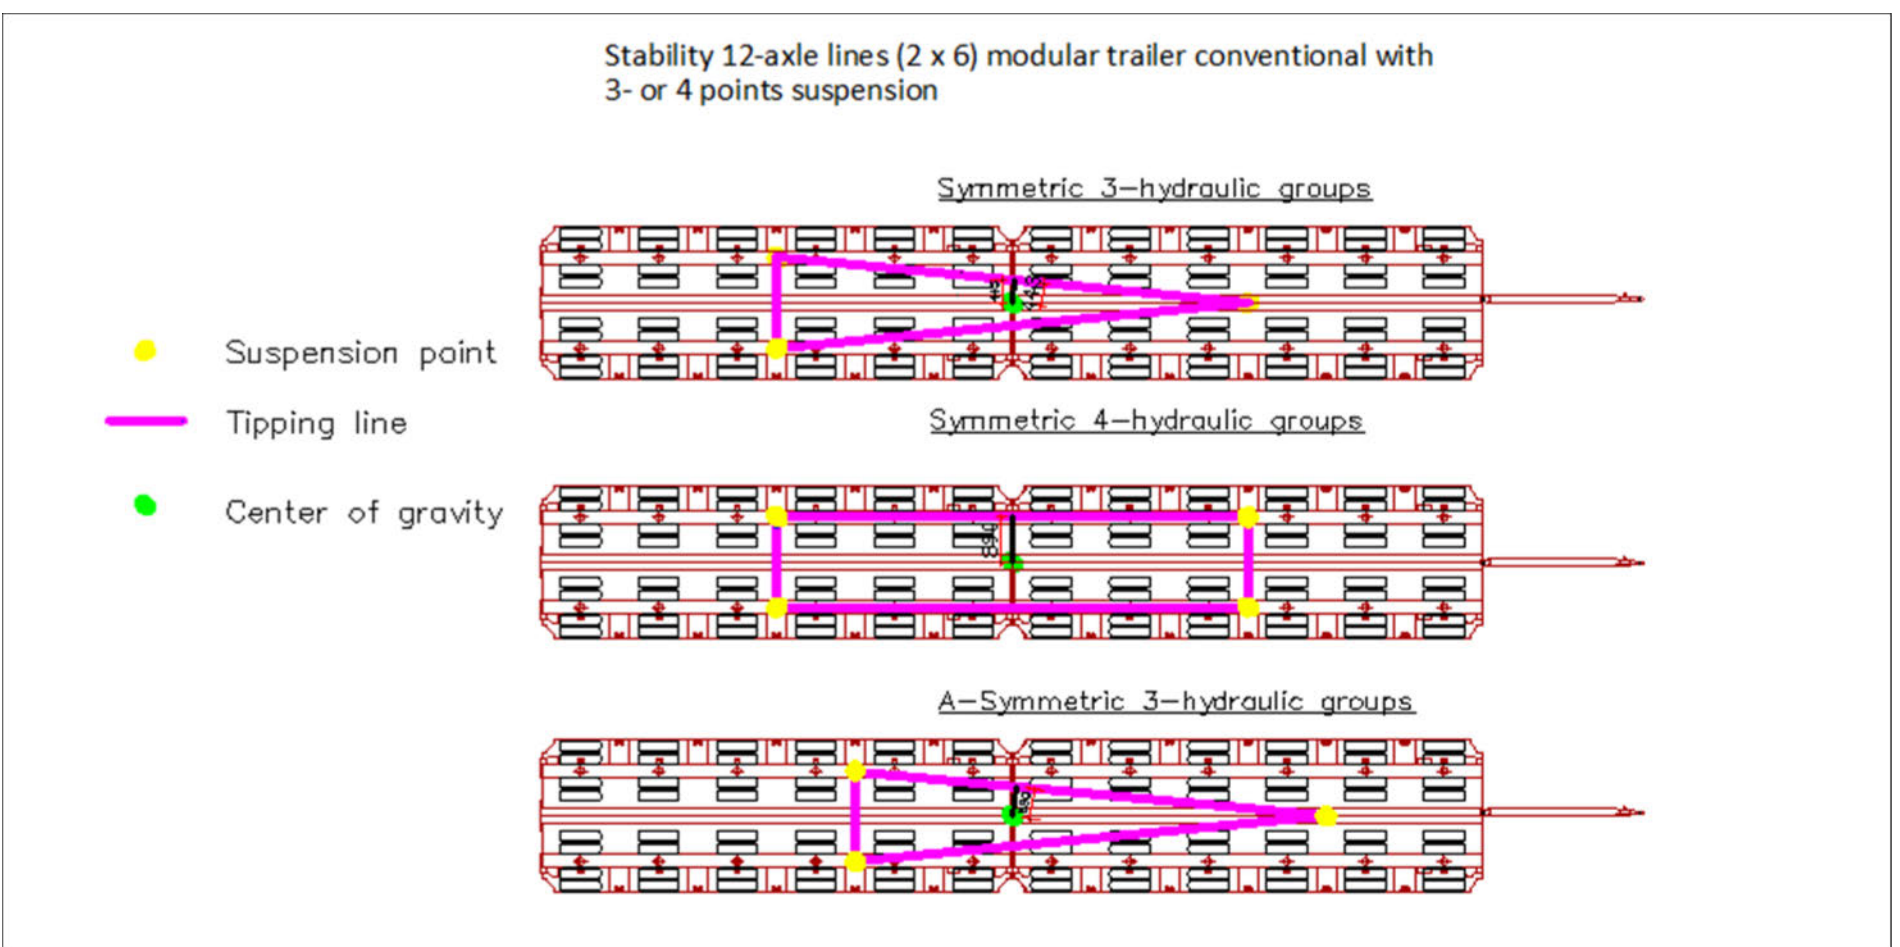 Stability 12-axle lines (2 x 6) modular trailer conventional with
3- or 4 points suspension
Symmetric 3-hydraulic groups
Suspension point
Tipping line
Symmetric 4-hydraulic groups
Center of gravity
890
A-Symmetric 3-hydraulic groups